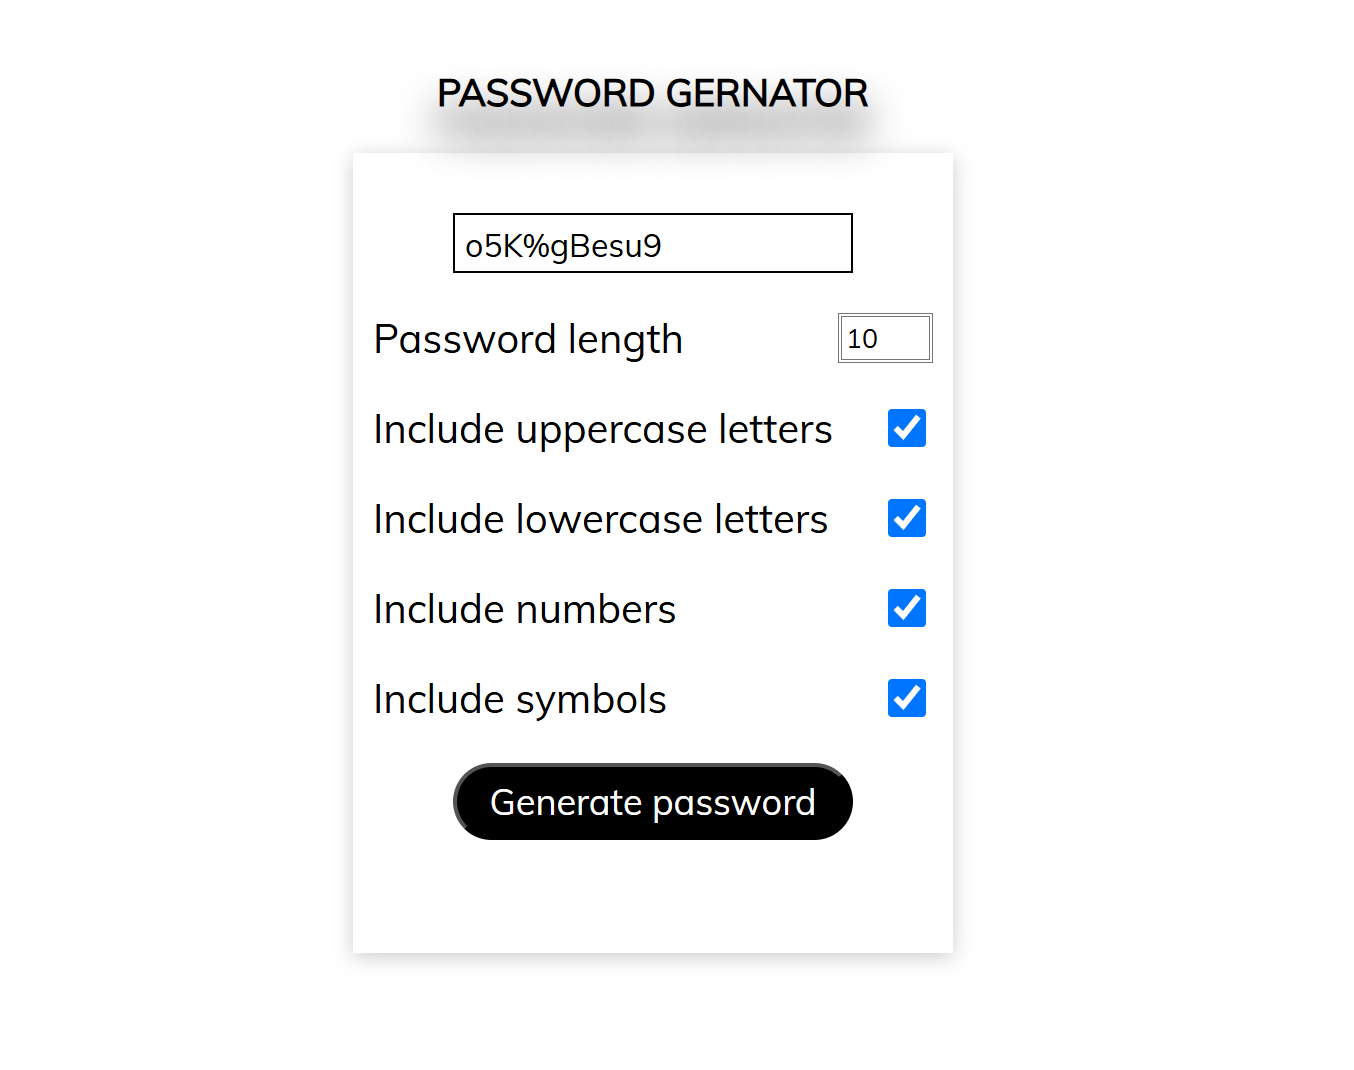 PASSWORD GERNATOR
o5K%gBesu9
Password length 10
Include uppercase letters
Include lowercase letters
Include numbers
Include symbols
Generate password